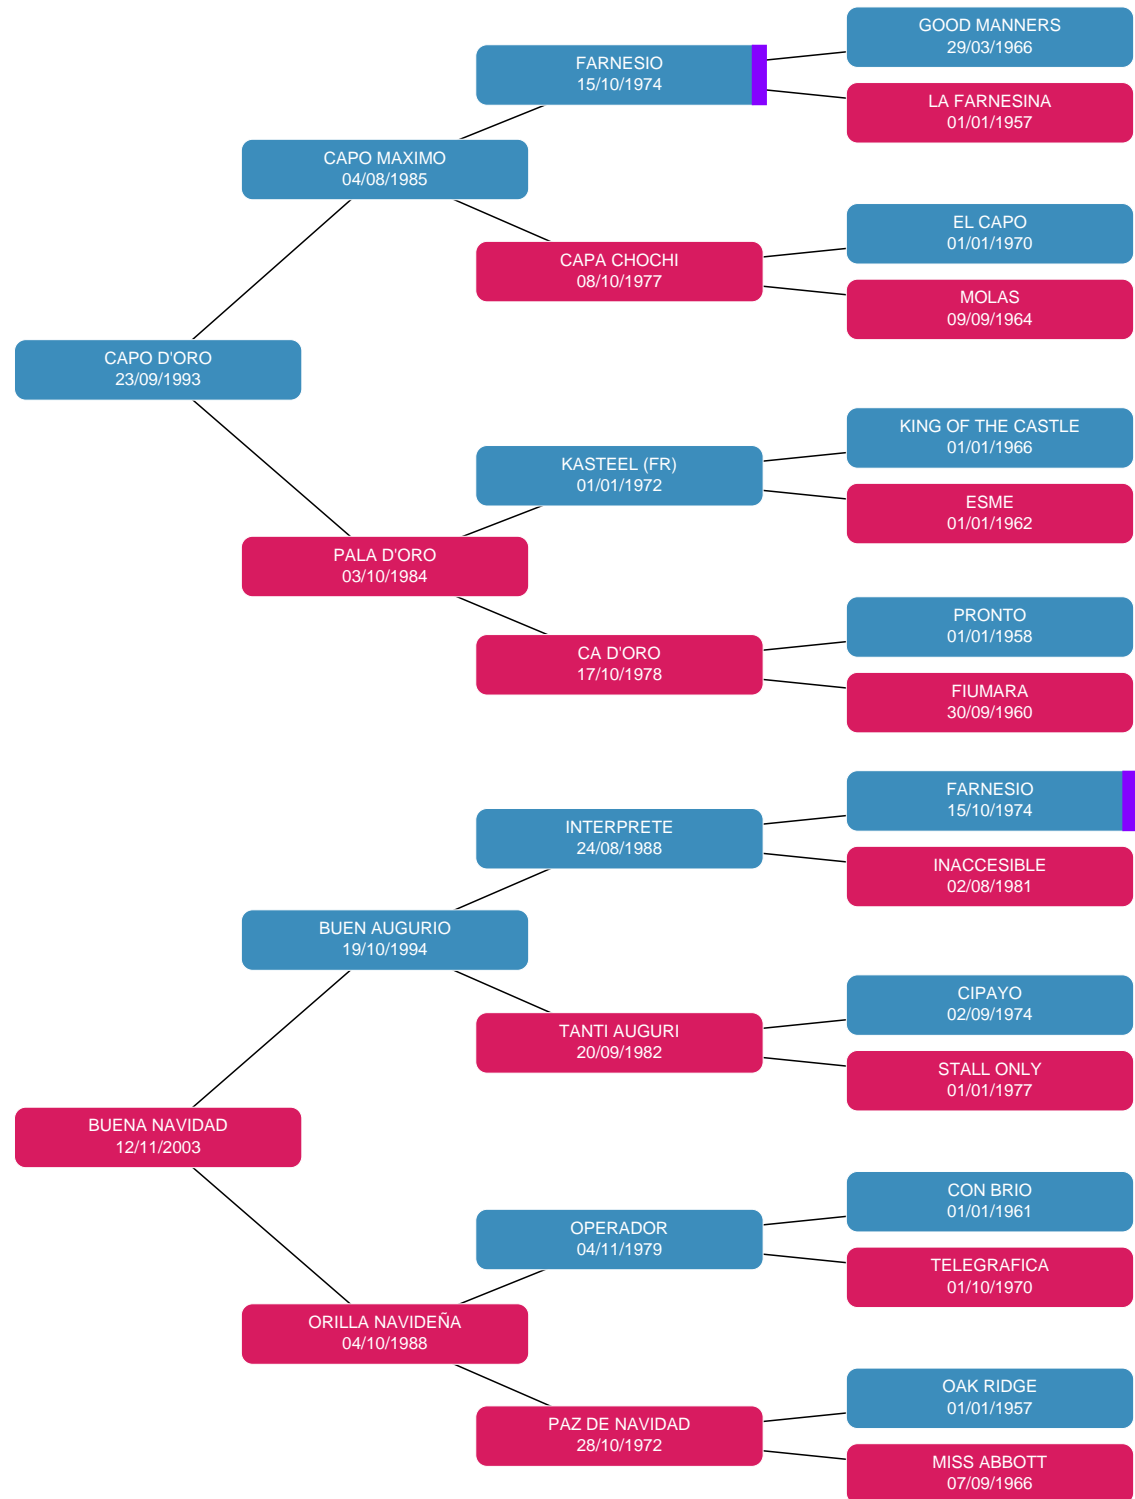 GOOD MANNERS
29/03/1966
FARNESIO
15/10/1974
LA FARNESINA
01/01/1957
CAPO MAXIMO
04/08/1985
EL CAPO
01/01/1970
CAPA CHOCHI
08/10/1977
MOLAS
09/09/1964
CAPO D'ORO
23/09/1993
KING OF THE CASTLE
01/01/1966
KASTEEL (FR)
01/01/1972
ESME
01/01/1962
PALA D'ORO
03/10/1984
PRONTO
01/01/1958
CA D'ORO
17/10/1978
FIUMARA
30/09/1960
FARNESIO
15/10/1974
INTERPRETE
24/08/1988
INACCESIBLE
02/08/1981
BUEN AUGURIO
19/10/1994
CIPAYO
02/09/1974
TANTI AUGURI
20/09/1982
STALL ONLY
01/01/1977
BUENA NAVIDAD
12/11/2003
CON BRIO
01/01/1961
OPERADOR
04/11/1979
TELEGRAFICA
01/10/1970
ORILLA NAVIDEÑA
04/10/1988
OAK RIDGE
01/01/1957
PAZ DE NAVIDAD
28/10/1972
MISS ABBOTT
07/09/1966